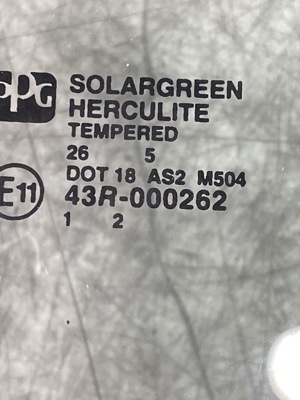 PPG
SOLARGREEN
HERCULITE
TEMPERED
26 5
DOT 18 AS2 M504
E11
43R-000262
1 2